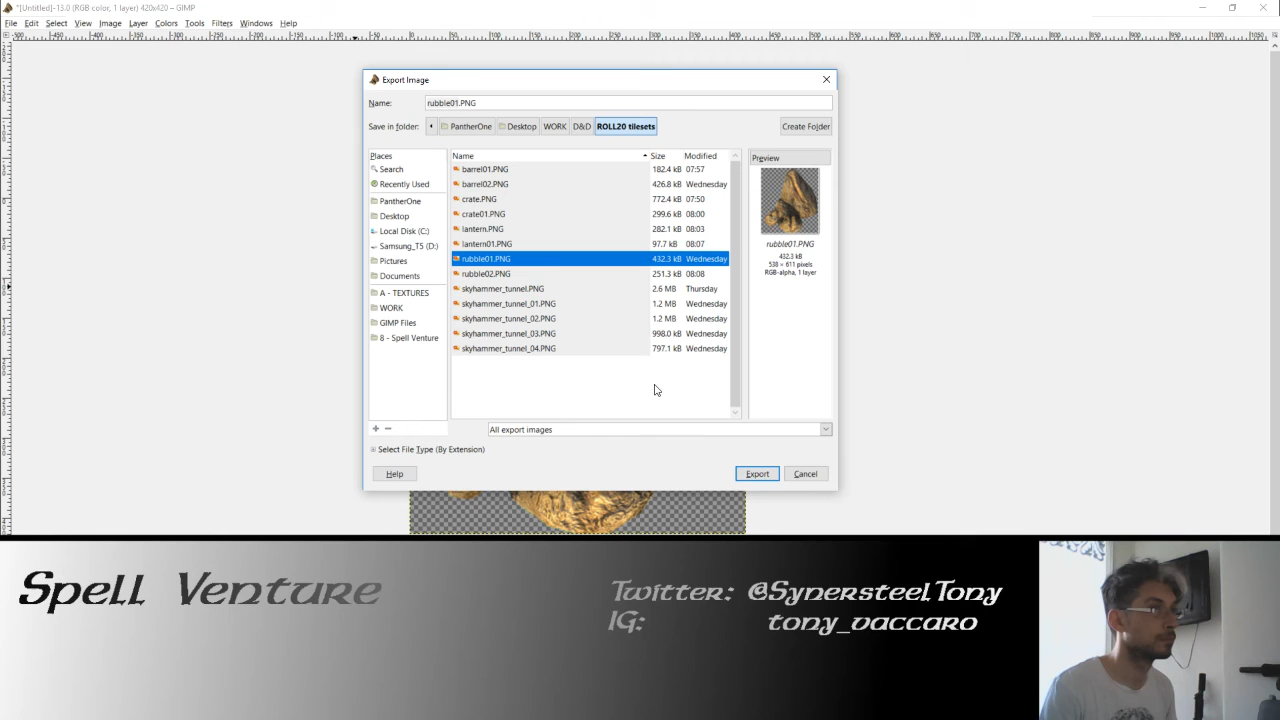 *[Untitled]-13.0 (RGB color, 1 layer) 420x420 – GIMP
File Edit Select View Image Layer Colors Tools Filters Windows Help
Export Image
Name: rubble01.PNG
Save in folder: PantherOne Desktop WORK D&D ROLL20 tilesets Create Folder
Places
Search
Recently Used
PantherOne
Desktop
Local Disk (C:)
Samsung_T5 (D:)
Pictures
Documents
A - TEXTURES
WORK
GIMP Files
8 - Spell Venture
Name Size Modified
barrel01.PNG 182.4 kB 07:57
barrel02.PNG 426.8 kB Wednesday
crate.PNG 772.4 kB 07:50
crate01.PNG 299.6 kB 08:00
lantern.PNG 282.1 kB 08:03
lantern01.PNG 97.7 kB 08:07
rubble01.PNG 432.3 kB Wednesday
rubble02.PNG 251.3 kB 08:08
skyhammer_tunnel.PNG 2.6 MB Thursday
skyhammer_tunnel_01.PNG 1.2 MB Wednesday
skyhammer_tunnel_02.PNG 1.2 MB Wednesday
skyhammer_tunnel_03.PNG 998.0 kB Wednesday
skyhammer_tunnel_04.PNG 797.1 kB Wednesday
Preview
rubble01.PNG
432.3 kB
538 × 611 pixels
RGB-alpha, 1 layer
All export images
Select File Type (By Extension)
Help Export Cancel
Spell Venture
Twitter: @SynersteelTony
IG: tony_vaccaro